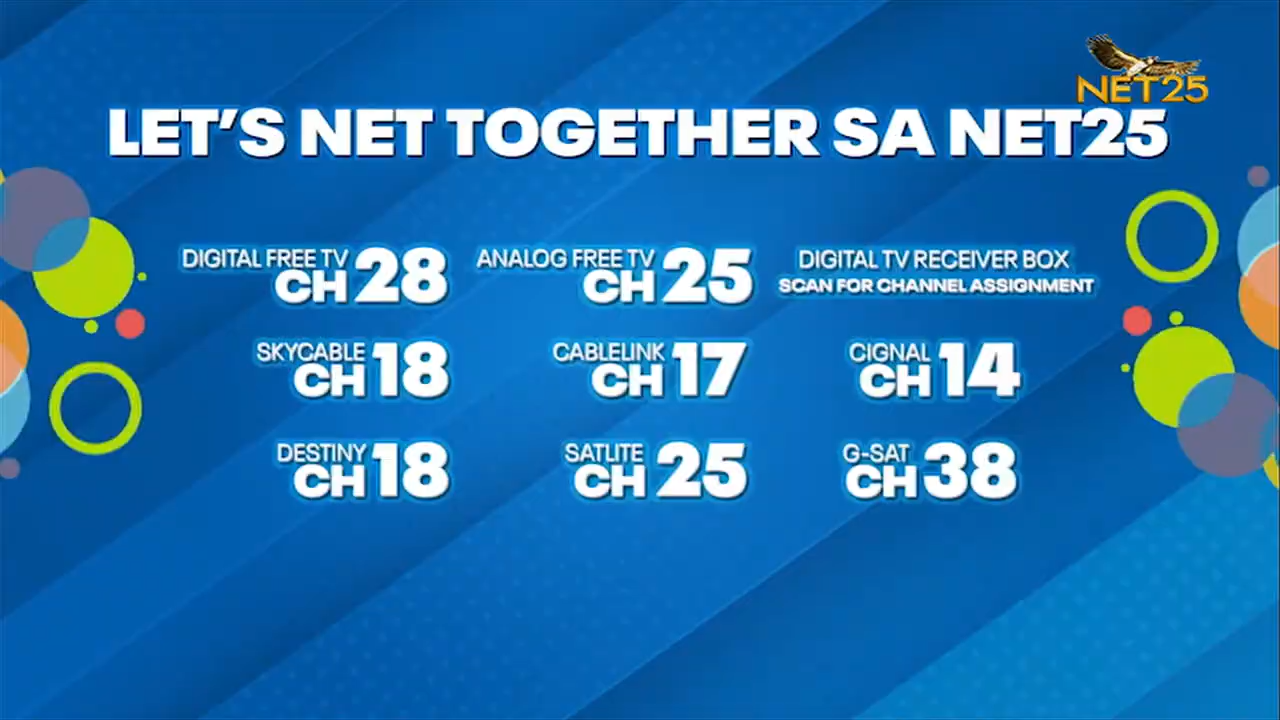 NET25
LET'S NET TOGETHER SA NET25
DIGITAL FREE TV
CH 28
ANALOG FREE TV
CH 25
DIGITAL TV RECEIVER BOX
SCAN FOR CHANNEL ASSIGNMENT
SKYCABLE
CH 18
CABLELINK
CH 17
CIGNAL
CH 14
DESTINY
CH 18
SATLITE
CH 25
G-SAT
CH 38